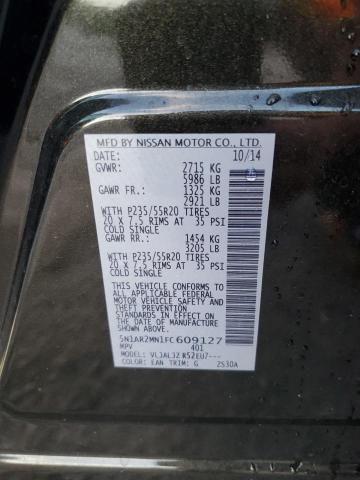 MFD BY NISSAN MOTOR CO., LTD.
DATE: 10/14
GVWR: 2715 KG
5986 LB
GAWR FR: 1325 KG
2921 LB
WITH P235/55R20 TIRES
20 X 7.5 RIMS AT 35 PSI
COLD SINGLE
GAWR RR: 1454 KG
3205 LB
WITH P235/55R20 TIRES
20 X 7.5 RIMS AT 35 PSI
COLD SINGLE
THIS VEHICLE CONFORMS TO
ALL APPLICABLE FEDERAL
MOTOR VEHICLE SAFETY AND
THEFT PREVENTION
STANDARDS IN EFFECT ON
THE DATE OF MANUFACTURE
SHOWN ABOVE.
5N1AR2MN1FC609127
MPV 401
MODEL: VLJALJZ R52EU7---
COLOR: EAN TRIM: G 2S30A